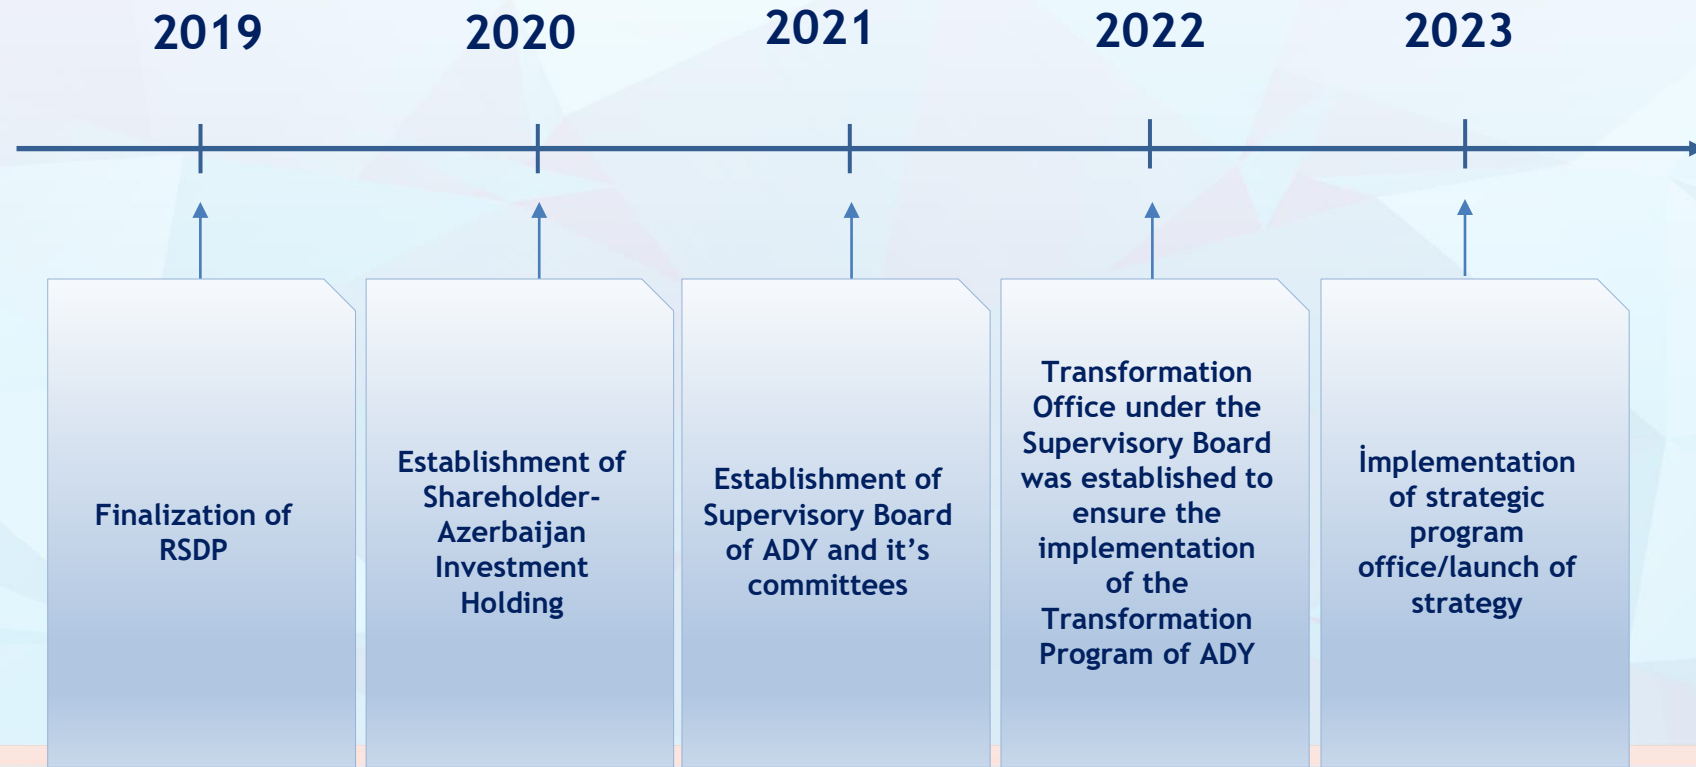 2019
2020
2021
2022
2023
Finalization of
RSDP
Establishment of
Shareholder-
Azerbaijan
Investment
Holding
Establishment of
Supervisory Board
of ADY and it’s
committees
Transformation
Office under the
Supervisory Board
was established to
ensure the
implementation
of the
Transformation
Program of ADY
İmplementation
of strategic
program
office/launch of
strategy